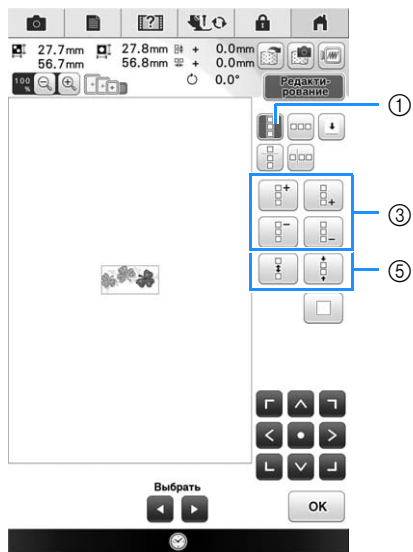 27.7mm 27.8mm + 0.0mm
56.7mm 56.8mm + 0.0mm
100 % 0.0°
Редакти-
рование
①
③
⑤
Выбрать
OK